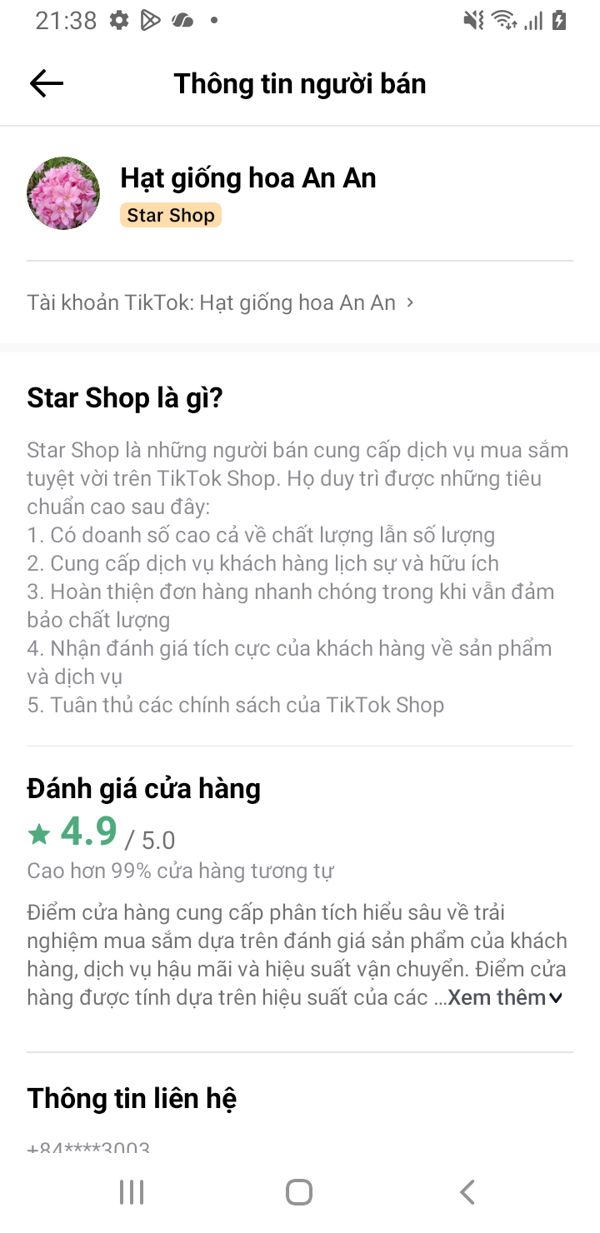 21:38
Thông tin người bán
Hạt giống hoa An An
Star Shop
Tài khoản TikTok: Hạt giống hoa An An
Star Shop là gì?
Star Shop là những người bán cung cấp dịch vụ mua sắm
tuyệt vời trên TikTok Shop. Họ duy trì được những tiêu
chuẩn cao sau đây:
1. Có doanh số cao cả về chất lượng lẫn số lượng
2. Cung cấp dịch vụ khách hàng lịch sự và hữu ích
3. Hoàn thiện đơn hàng nhanh chóng trong khi vẫn đảm
bảo chất lượng
4. Nhận đánh giá tích cực của khách hàng về sản phẩm
và dịch vụ
5. Tuân thủ các chính sách của TikTok Shop
Đánh giá cửa hàng
4.9 / 5.0
Cao hơn 99% cửa hàng tương tự
Điểm cửa hàng cung cấp phân tích hiểu sâu về trải
nghiệm mua sắm dựa trên đánh giá sản phẩm của khách
hàng, dịch vụ hậu mãi và hiệu suất vận chuyển. Điểm cửa
hàng được tính dựa trên hiệu suất của các ...Xem thêm
Thông tin liên hệ
+84****3003